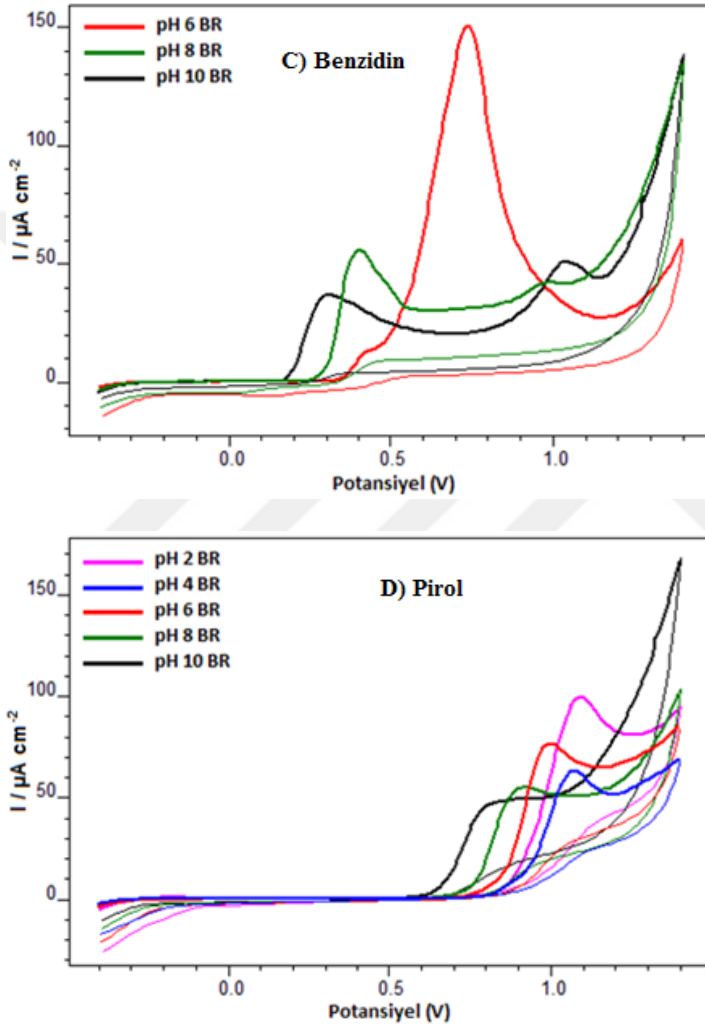 150
100
50
0
I / µA cm-2
pH 6 BR
pH 8 BR
pH 10 BR
C) Benzidin
0.0 0.5 1.0
Potansiyel (V)
150
100
50
0
I / µA cm-2
pH 2 BR
pH 4 BR
pH 6 BR
pH 8 BR
pH 10 BR
D) Pirol
0.0 0.5 1.0
Potansiyel (V)